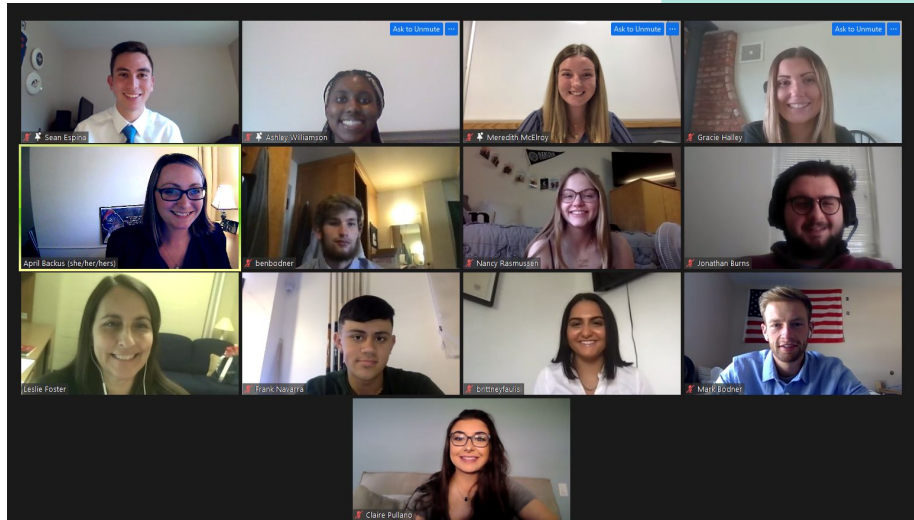 Ask to Unmute ...
Ask to Unmute ...
Ask to Unmute ...
Sean Espina
Ashley Williamson
Meredith McElroy
Gracie Hailey
April Backus (she/her/hers)
benbodner
Nancy Rasmussen
Jonathan Burns
Leslie Foster
Frank Navarra
brittneyfaulis
Mark Bodner
Claire Pullano